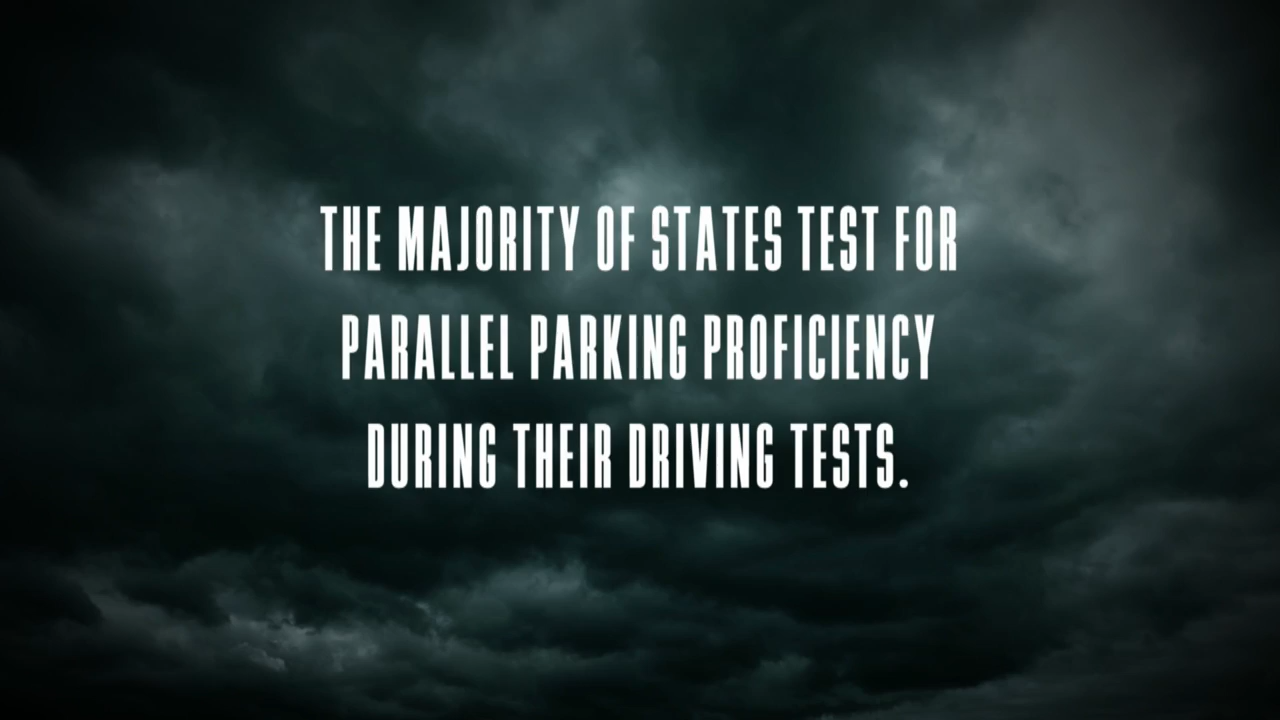 THE MAJORITY OF STATES TEST FOR
PARALLEL PARKING PROFICIENCY
DURING THEIR DRIVING TESTS.